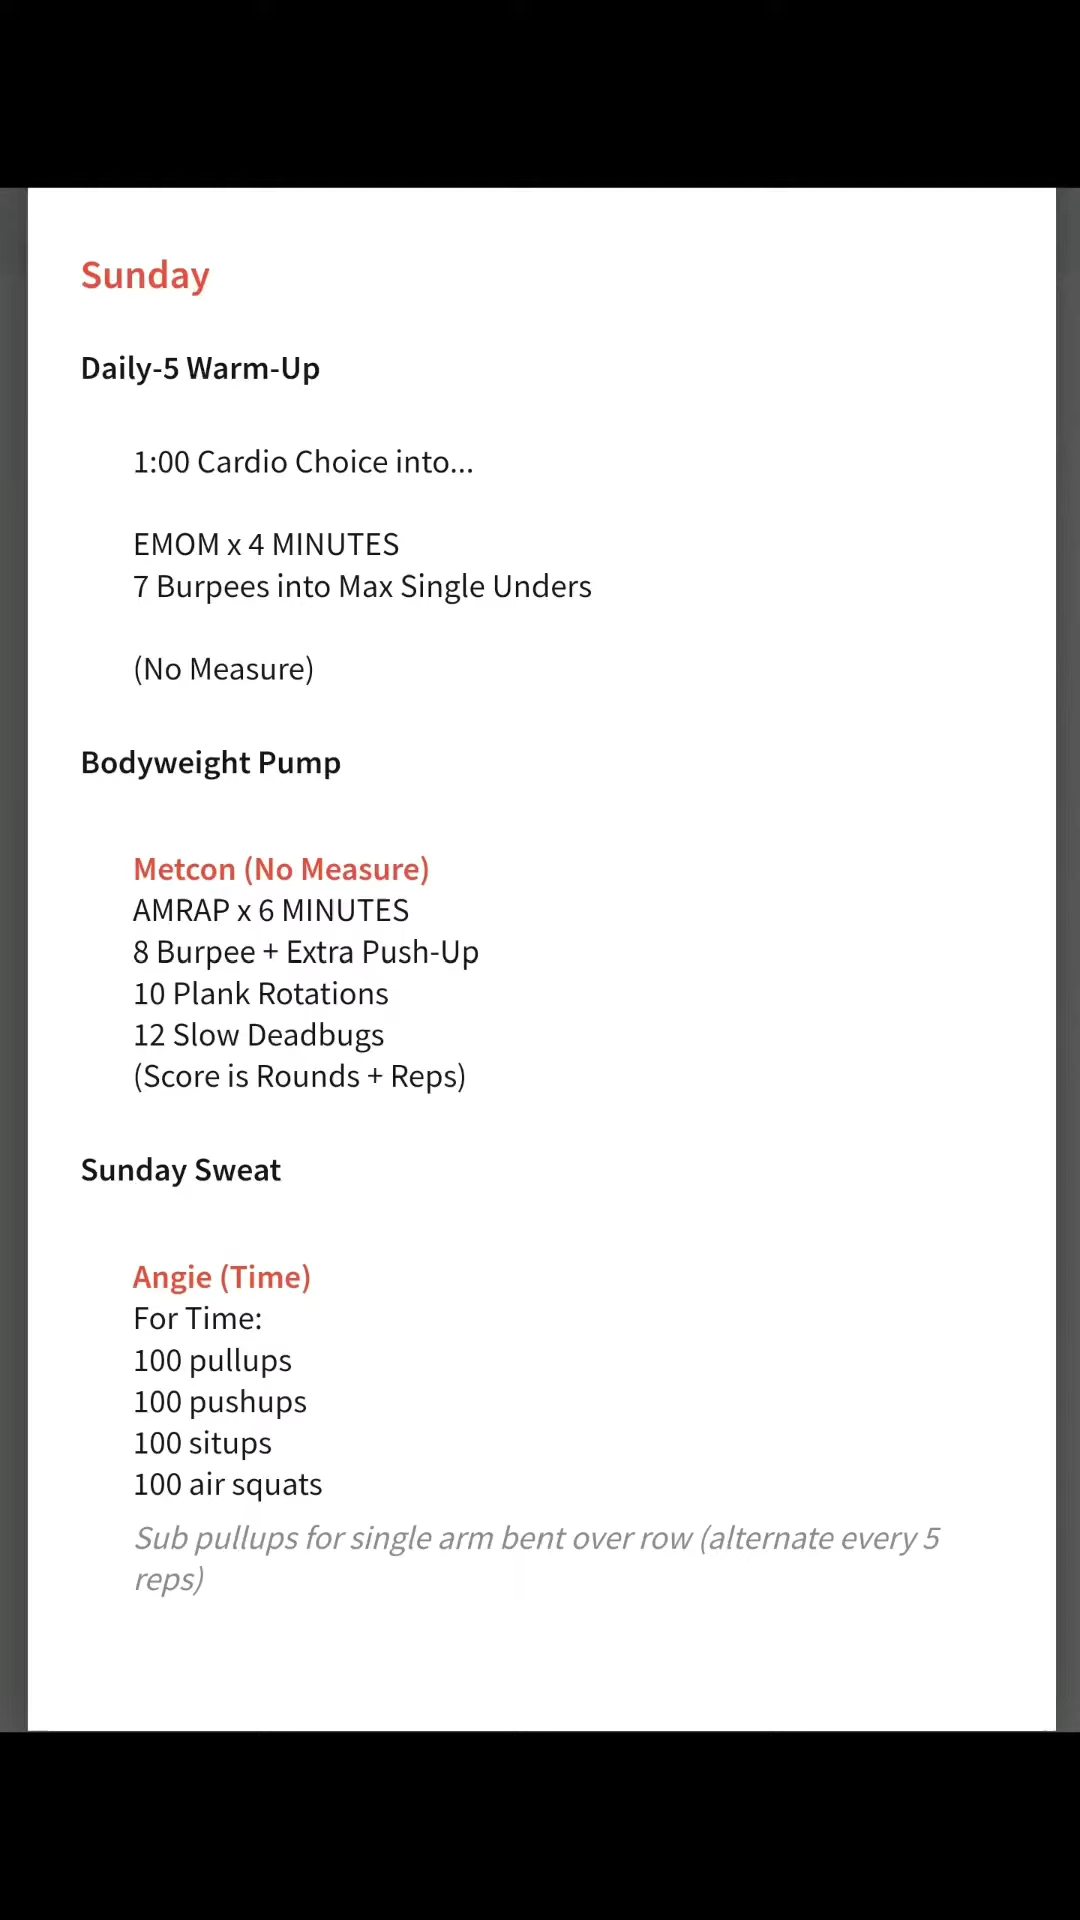 Sunday
Daily-5 Warm-Up
1:00 Cardio Choice into...
EMOM x 4 MINUTES
7 Burpees into Max Single Unders
(No Measure)
Bodyweight Pump
Metcon (No Measure)
AMRAP x 6 MINUTES
8 Burpee + Extra Push-Up
10 Plank Rotations
12 Slow Deadbugs
(Score is Rounds + Reps)
Sunday Sweat
Angie (Time)
For Time:
100 pullups
100 pushups
100 situps
100 air squats
Sub pullups for single arm bent over row (alternate every 5
reps)